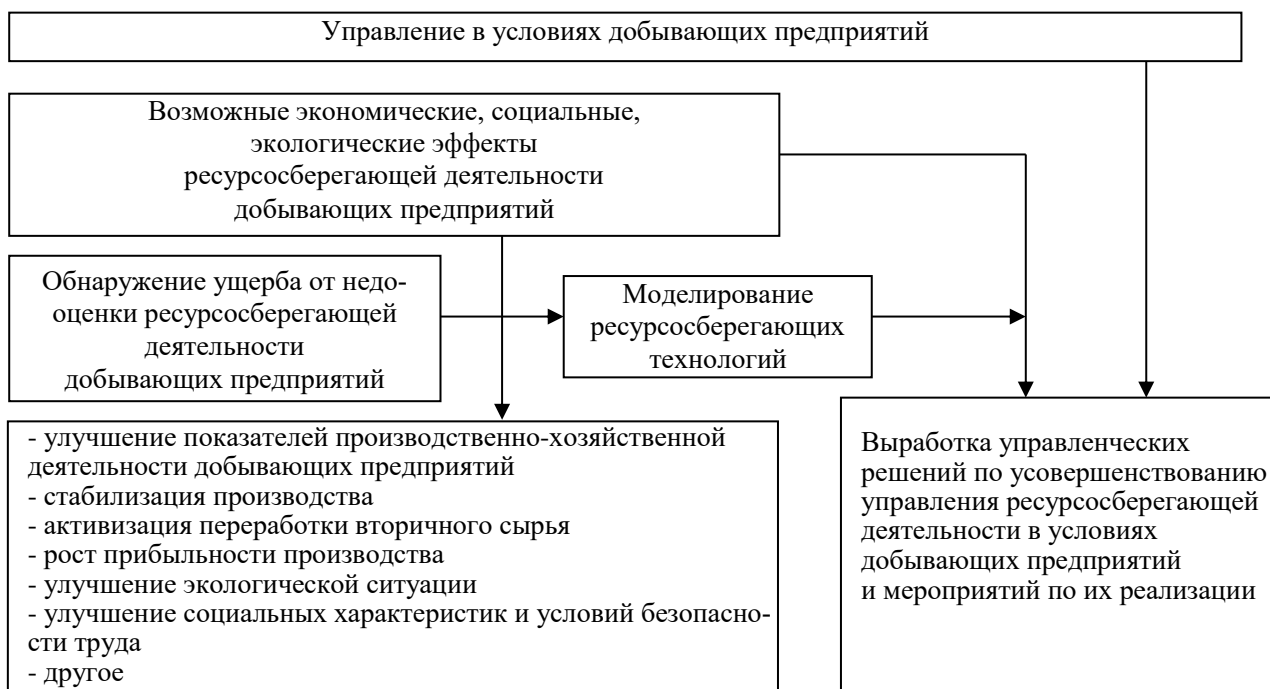 Управление в условиях добывающих предприятий
Возможные экономические, социальные,
экологические эффекты
ресурсосберегающей деятельности
добывающих предприятий
Обнаружение ущерба от недо-
оценки ресурсосберегающей
деятельности
добывающих предприятий
Моделирование
ресурсосберегающих
технологий
- улучшение показателей производственно-хозяйственной
деятельности добывающих предприятий
- стабилизация производства
- активизация переработки вторичного сырья
- рост прибыльности производства
- улучшение экологической ситуации
- улучшение социальных характеристик и условий безопасно-
сти труда
- другое
Выработка управленческих
решений по усовершенствованию
управления ресурсосберегающей
деятельности в условиях
добывающих предприятий
и мероприятий по их реализации